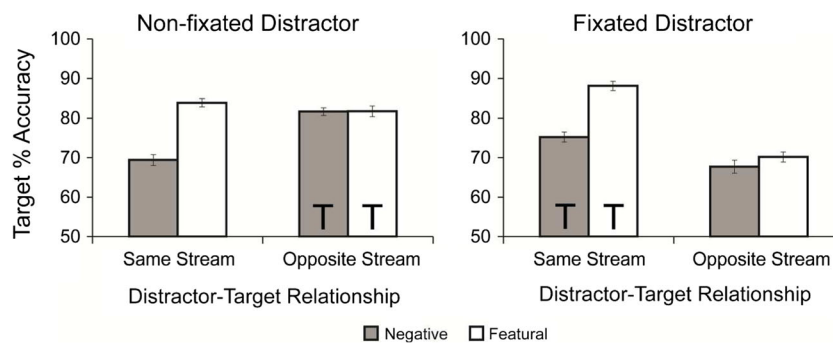 Non-fixated Distractor
Target % Accuracy
100
90
80
70
60
50
T T
Same Stream Opposite Stream
Distractor-Target Relationship
Fixated Distractor
100
90
80
70
60
50
T T
Same Stream Opposite Stream
Distractor-Target Relationship
Negative Featural